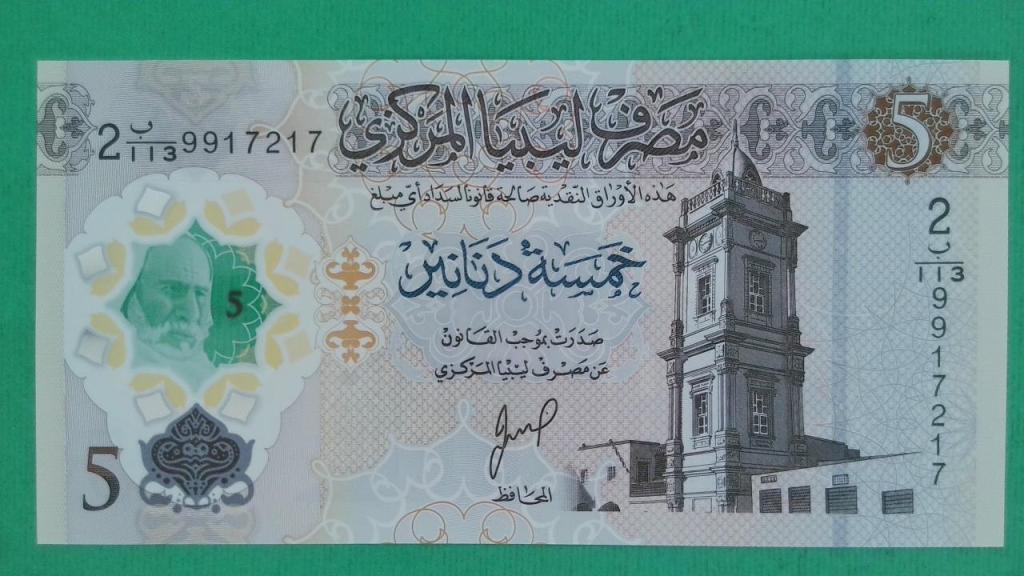 مصرف ليبيا المركزي
5
2 ب/113 9917217
هذه الأوراق النقدية صالحة قانونا لسداد أي مبلغ
خمسة دنانير
5
صدرت بموجب القانون
عن مصرف ليبيا المركزي
المحافظ
5
2 ب/113 9917217